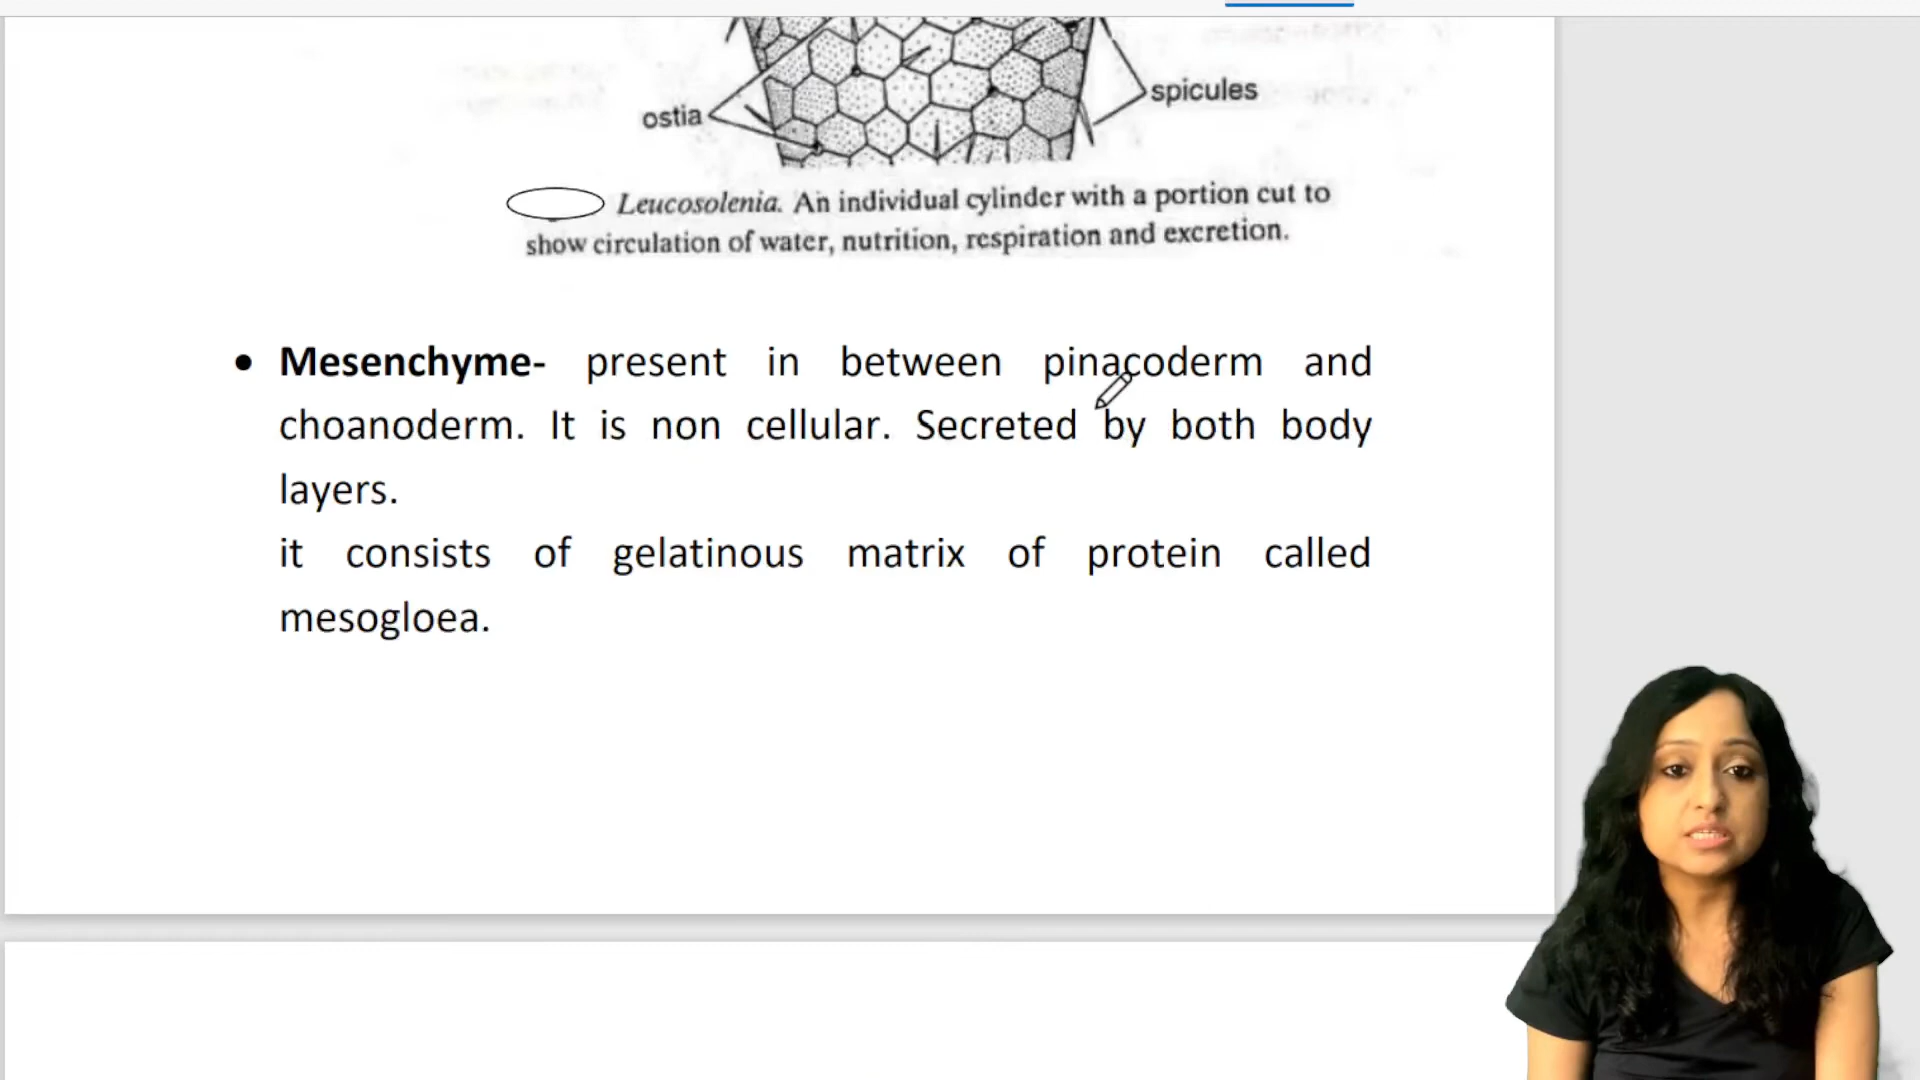 ostia
spicules
Leucosolenia. An individual cylinder with a portion cut to
show circulation of water, nutrition, respiration and excretion.
• Mesenchyme- present in between pinacoderm and
choanoderm. It is non cellular. Secreted by both body
layers.
it consists of gelatinous matrix of protein called
mesogloea.